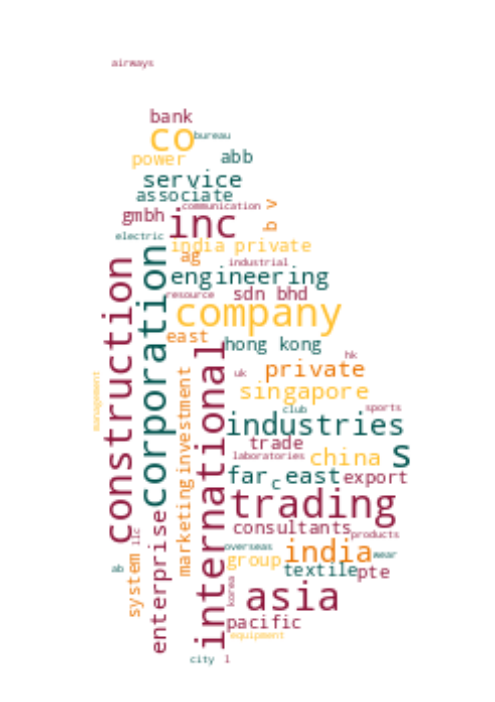 airways
bank
co
bureau
power
abb
service
associate
communication
gmbh
inc
b v
electric
india private
ag
industrial
engineering
resource
sdn bhd
construction
corporation
company
east
hong kong
hk
uk
private
management
singapore
club
sports
marketing
investment
international
industries
trade
s
laboratories
china
far
c
east
export
trading
enterprise
consultants
products
llc
overseas
india
wear
group
system
ab
textile
pte
korea
asia
pacific
equipment
city
l